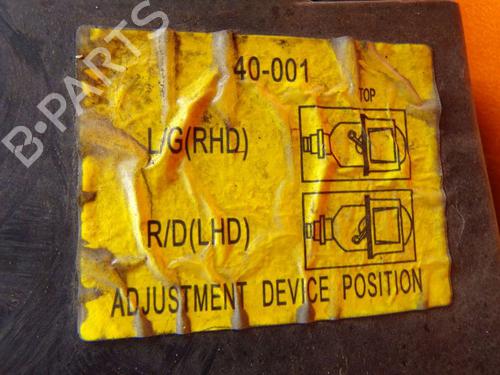 40-001
TOP
L/G(RHD)
R/D(LHD)
ADJUSTMENT DEVICE POSITION
B-PARTS